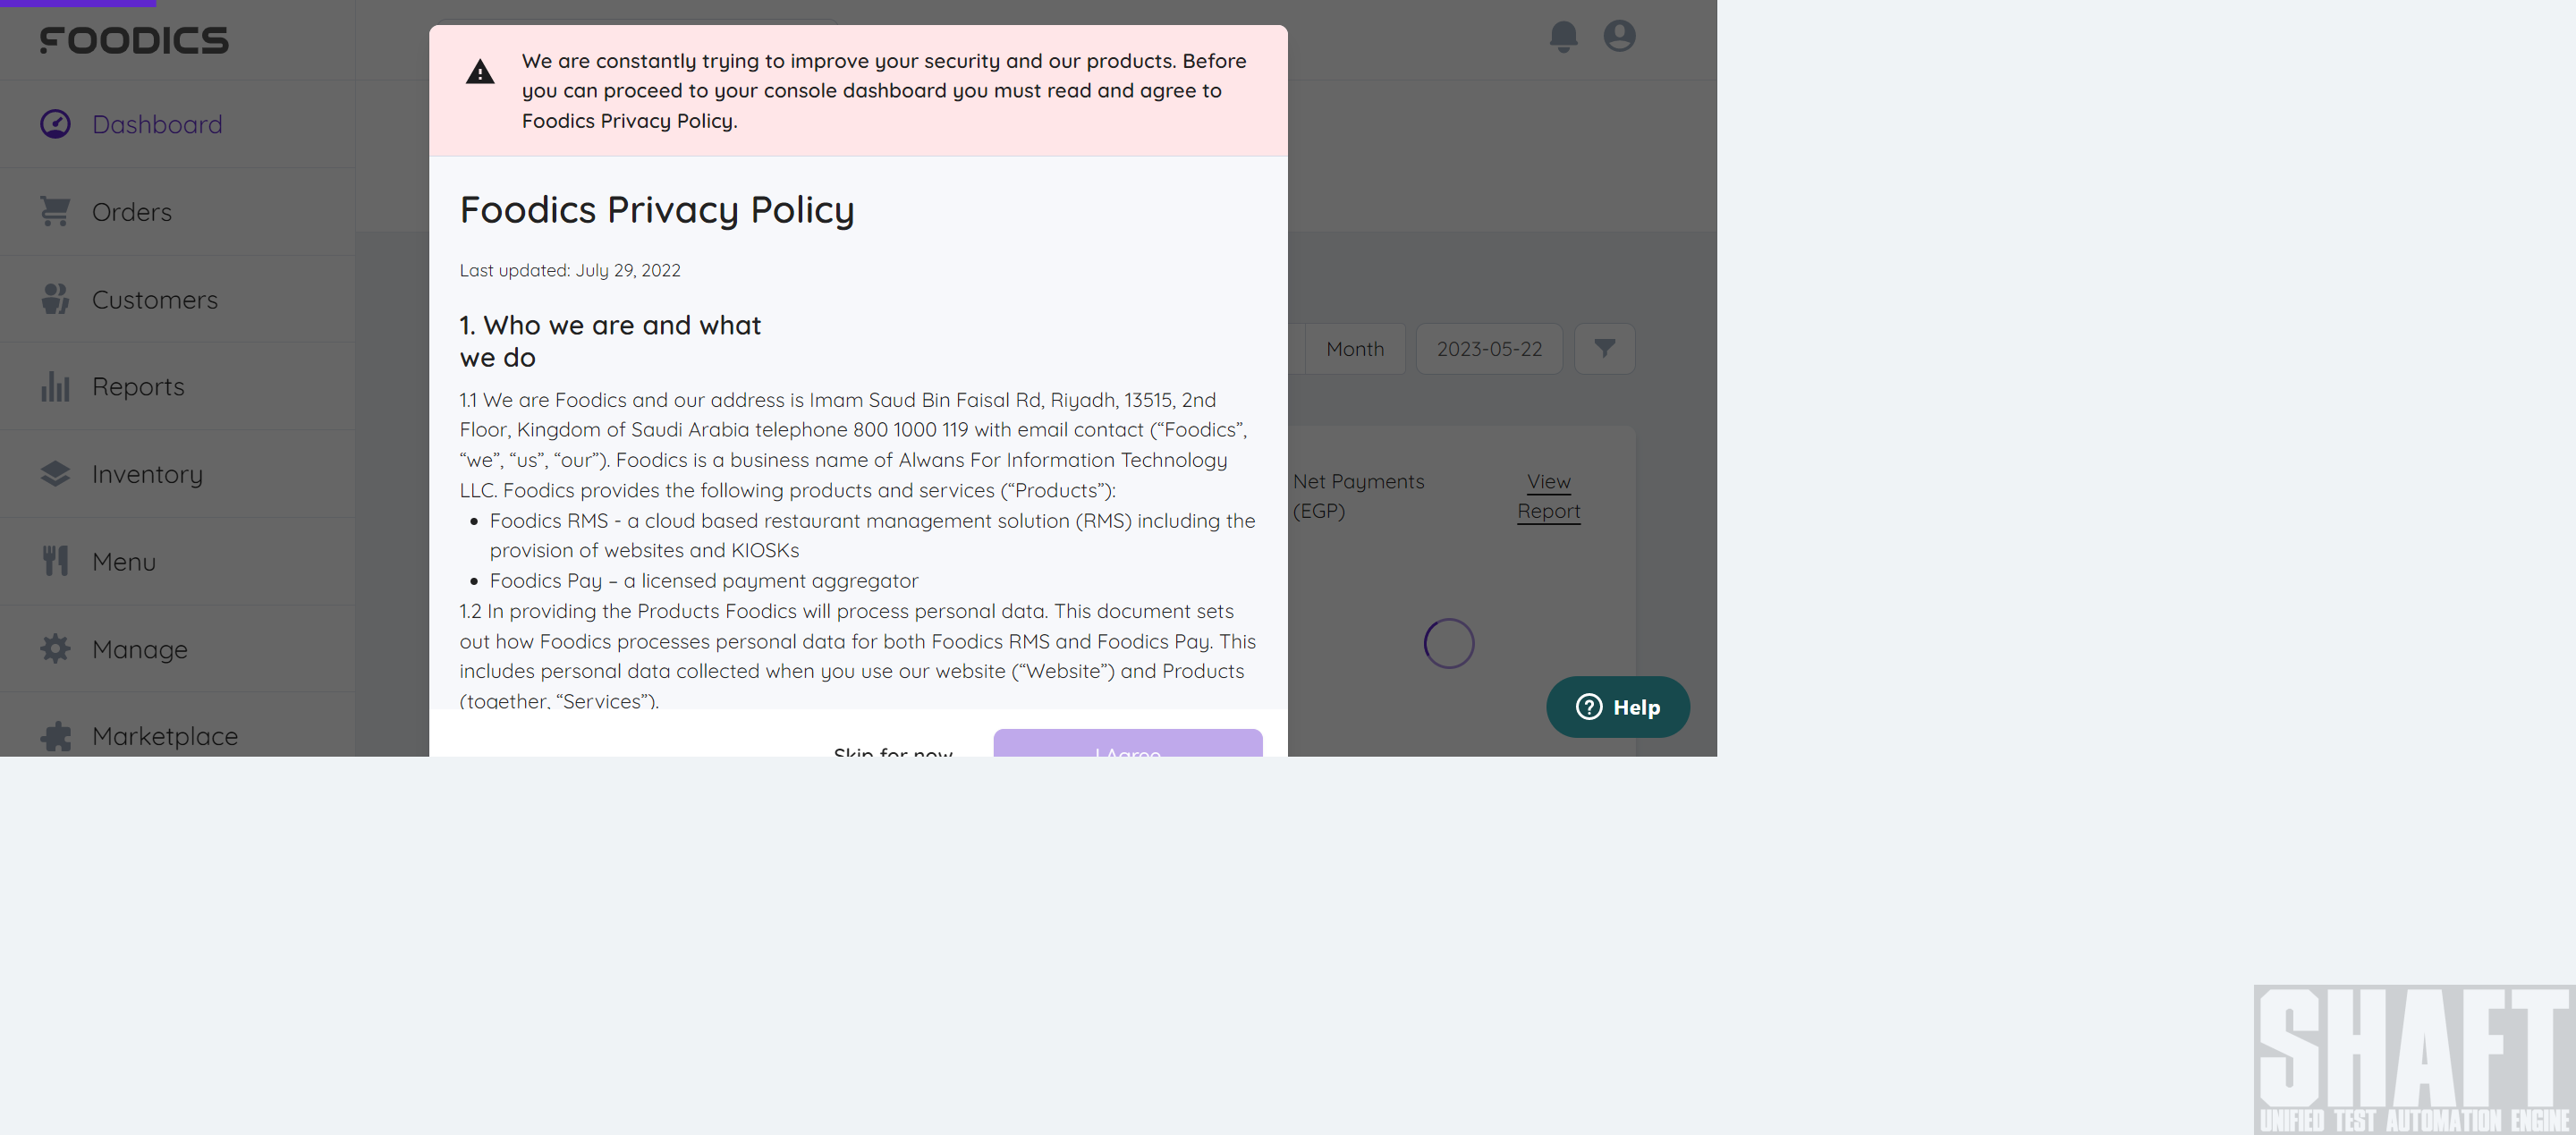 FOODICS
We are constantly trying to improve your security and our products. Before
you can proceed to your console dashboard you must read and agree to
Foodics Privacy Policy.
Dashboard
Orders
Customers
Reports
Inventory
Menu
Manage
Marketplace
Foodics Privacy Policy
Last updated: July 29, 2022
1. Who we are and what
we do
1.1 We are Foodics and our address is Imam Saud Bin Faisal Rd, Riyadh, 13515, 2nd
Floor, Kingdom of Saudi Arabia telephone 800 1000 119 with email contact (“Foodics”,
“we”, “us”, “our”). Foodics is a business name of Alwans For Information Technology
LLC. Foodics provides the following products and services (“Products”):
• Foodics RMS - a cloud based restaurant management solution (RMS) including the
provision of websites and KIOSKs
• Foodics Pay – a licensed payment aggregator
1.2 In providing the Products Foodics will process personal data. This document sets
out how Foodics processes personal data for both Foodics RMS and Foodics Pay. This
includes personal data collected when you use our website (“Website”) and Products
(together, “Services”).
Skip for now
I Agree
Month
2023-05-22
Net Payments
(EGP)
View
Report
Help
SHAFT
UNIFIED TEST AUTOMATION ENGINE